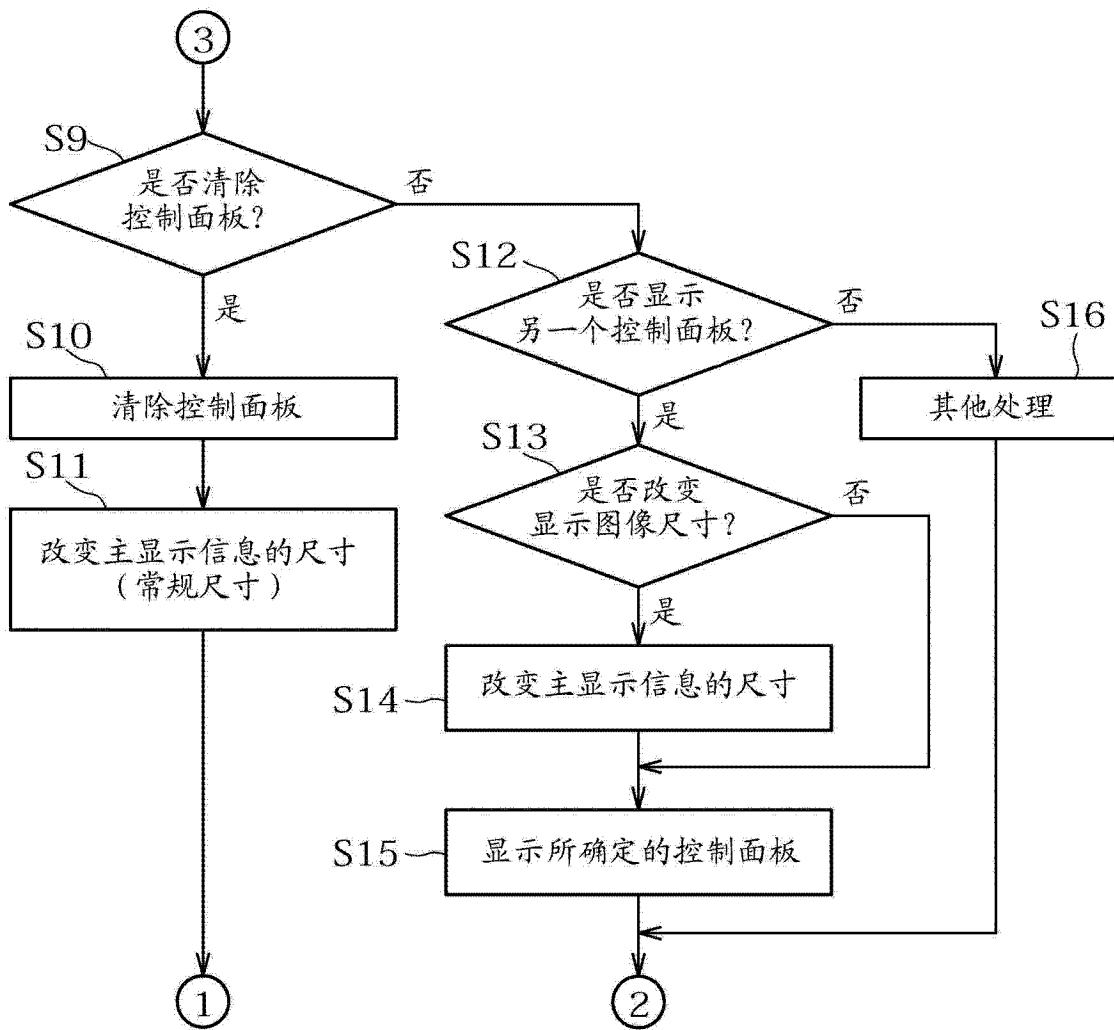 3
S9
是否清除
控制面板?
否
是
S10
清除控制面板
S11
改变主显示信息的尺寸
(常规尺寸)
1
S12
是否显示
另一个控制面板?
否
是
S16
其他处理
S13
是否改变
显示图像尺寸?
否
是
S14
改变主显示信息的尺寸
S15
显示所确定的控制面板
2